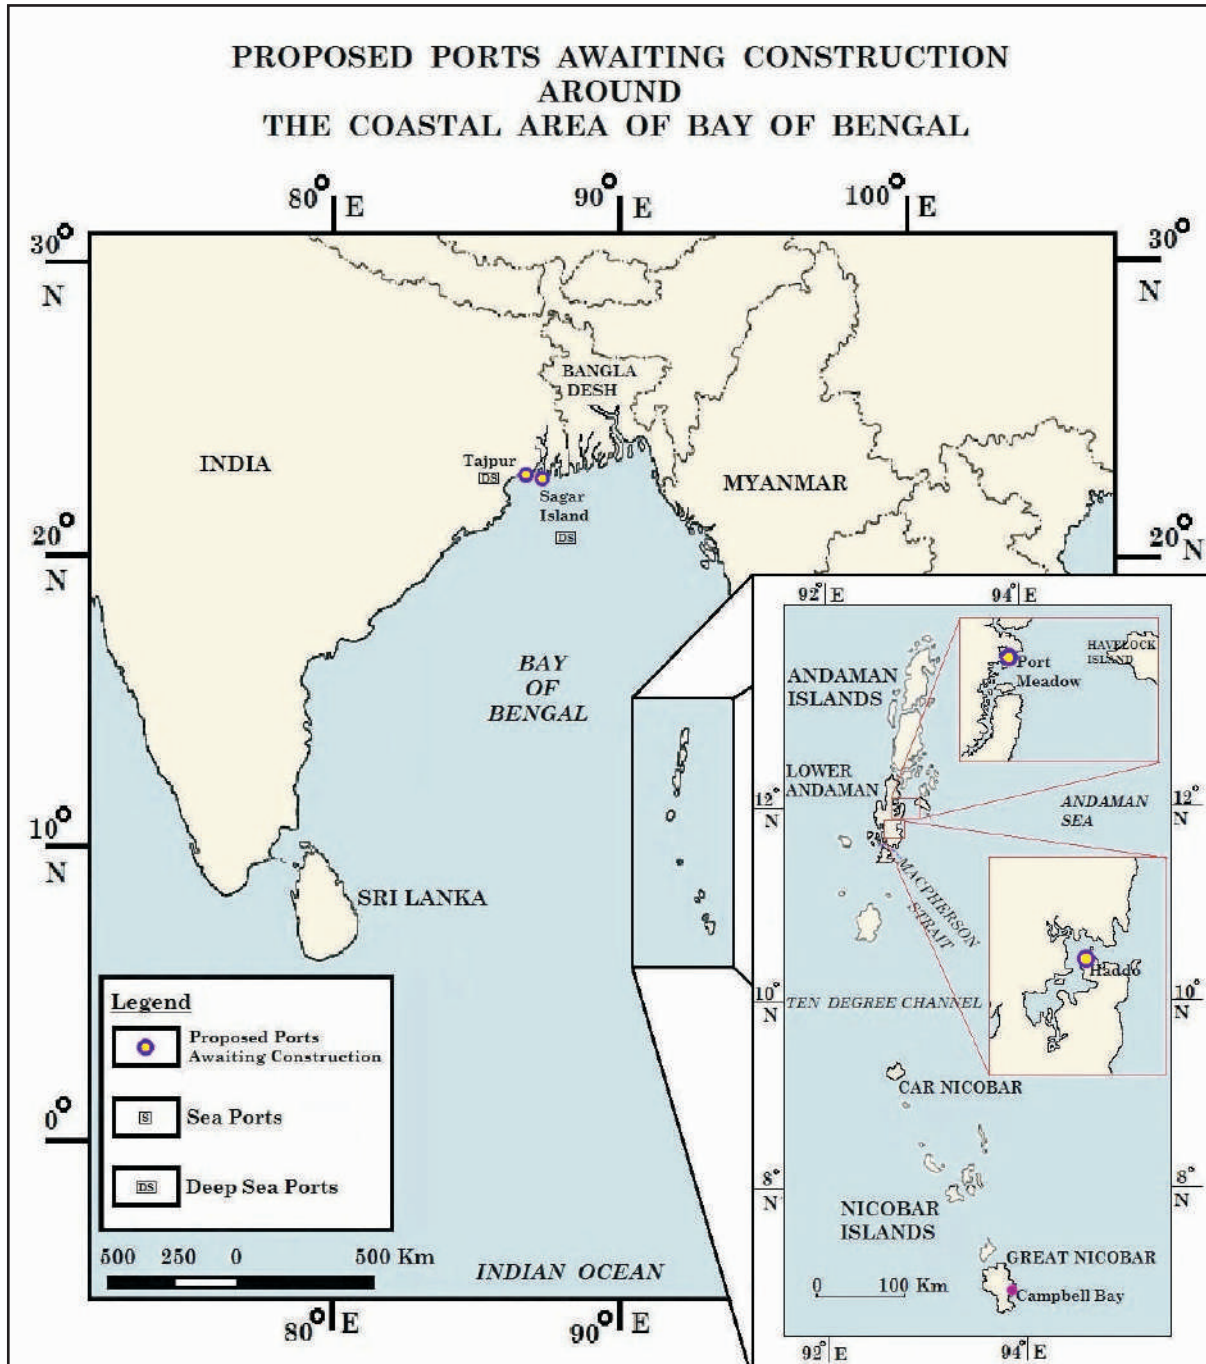 PROPOSED PORTS AWAITING CONSTRUCTION
AROUND
THE COASTAL AREA OF BAY OF BENGAL
80° E
90° E
100° E
30° N
30° N
BANGLA
DESH
INDIA
Tajpur
DS
Sagar
Island
DS
MYANMAR
20° N
20° N
BAY
OF
BENGAL
10° N
SRI LANKA
0°
INDIAN OCEAN
80° E
90° E
Legend
Proposed Ports
Awaiting Construction
S Sea Ports
DS Deep Sea Ports
500 250 0 500 Km
92° E
94° E
ANDAMAN
ISLANDS
Port
Meadow
HAVELOCK
ISLAND
LOWER
ANDAMAN
12° N
12° N
ANDAMAN
SEA
MACPHERSON
STRAIT
Haddo
10° N
10° N
TEN DEGREE CHANNEL
CAR NICOBAR
8° N
8° N
NICOBAR
ISLANDS
GREAT NICOBAR
Campbell Bay
0 100 Km
92° E
94° E